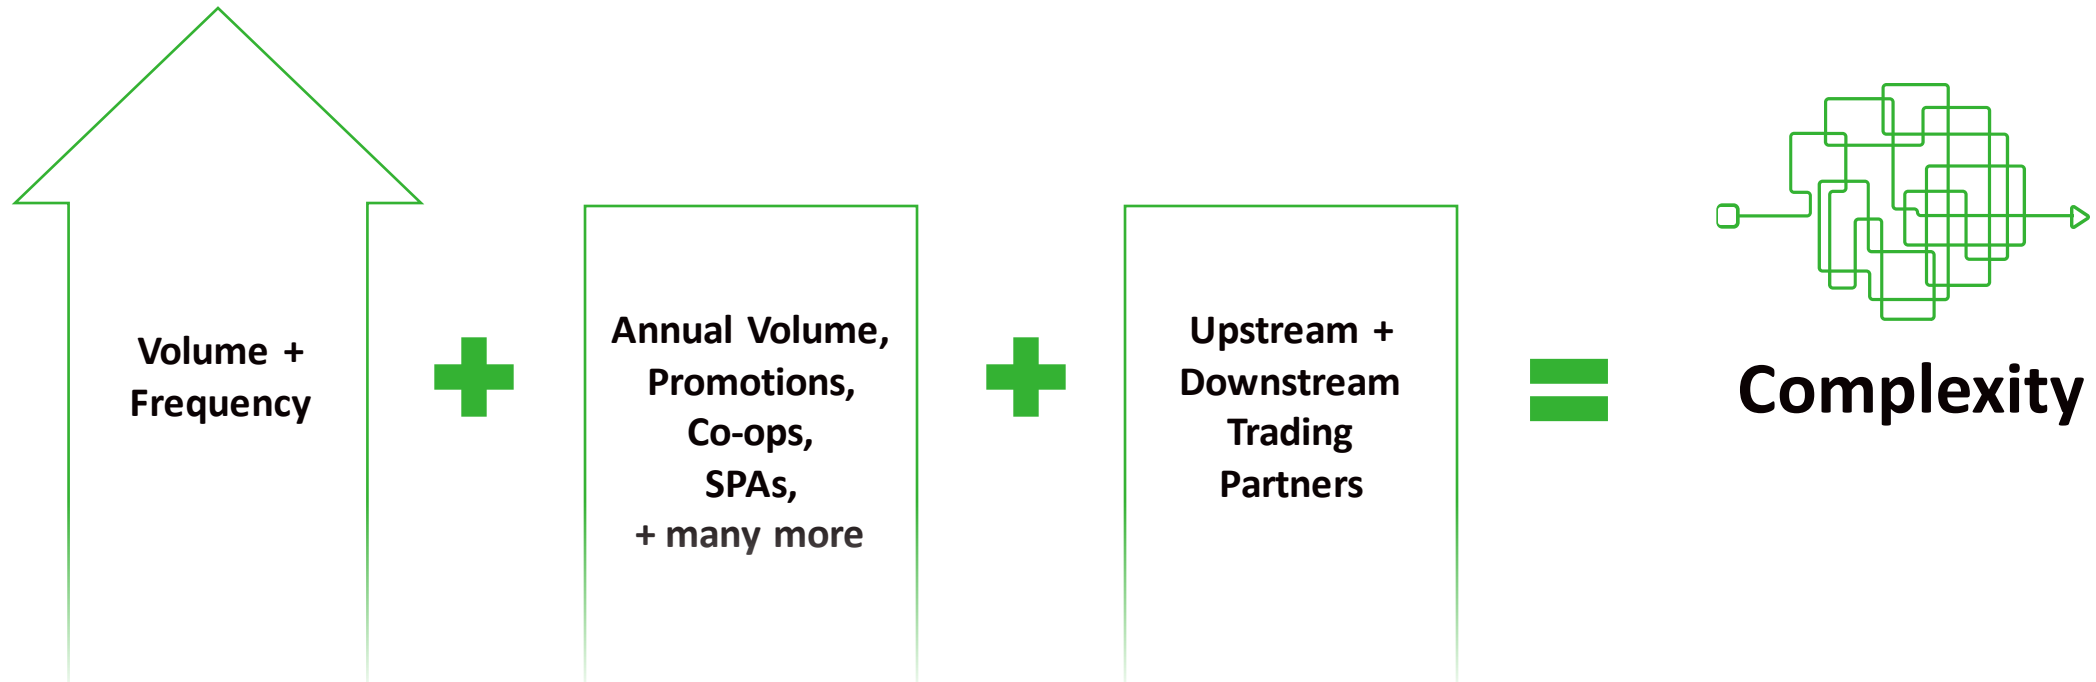 Volume +
Frequency
Annual Volume,
Promotions,
Co-ops,
SPAs,
+ many more
Upstream +
Downstream
Trading
Partners
Complexity